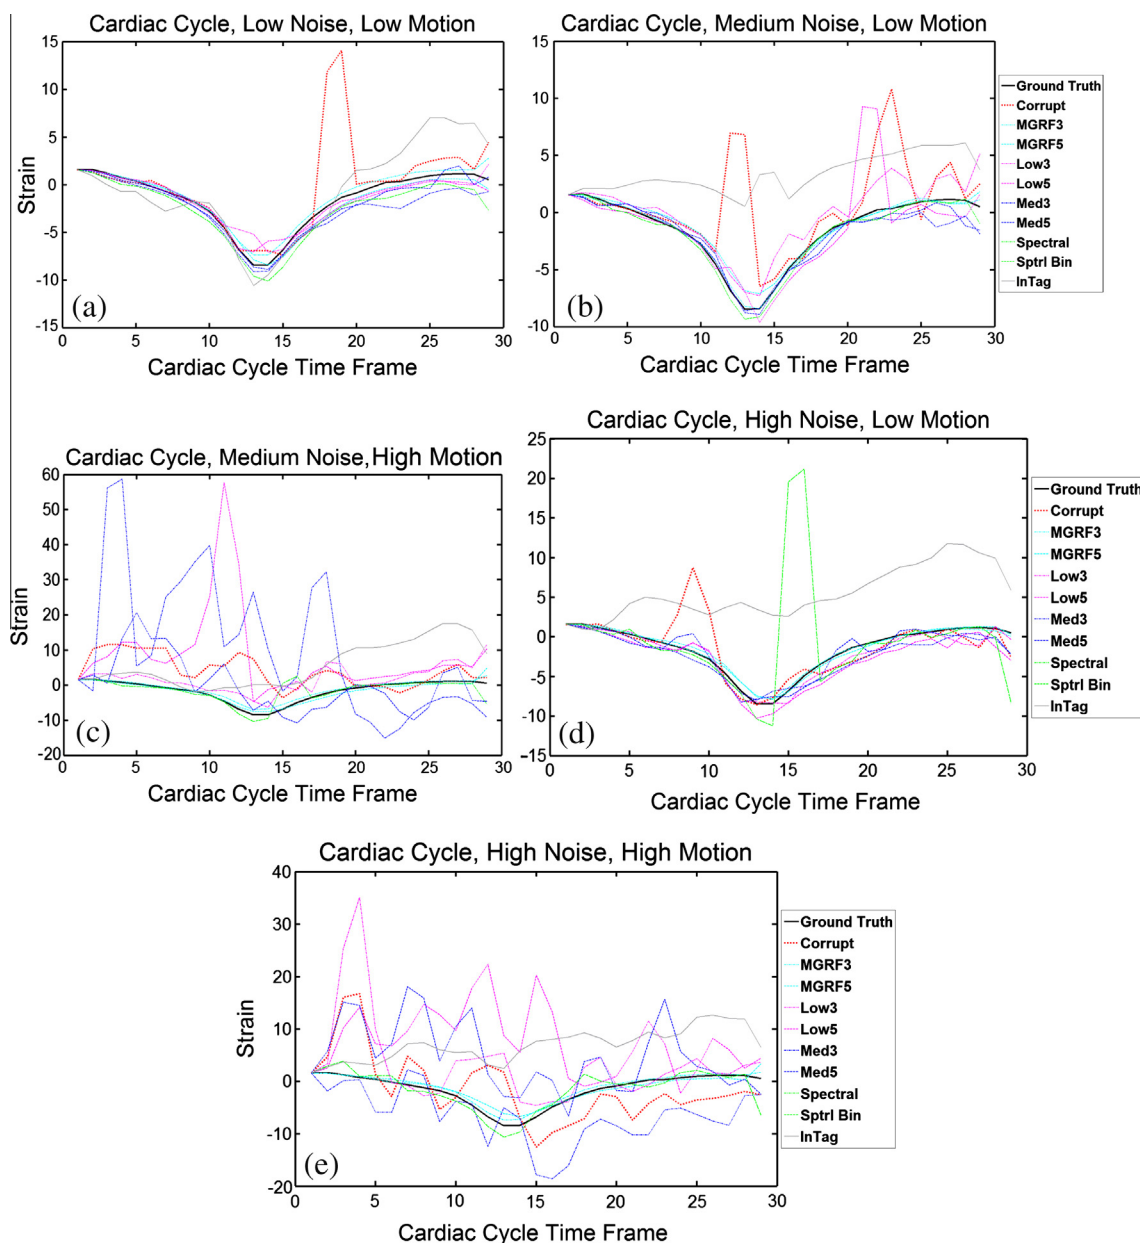 Cardiac Cycle, Low Noise, Low Motion
15
10
5
0
-5
-10
-15
Strain
(a)
0 5 10 15 20 25 30
Cardiac Cycle Time Frame
Cardiac Cycle, Medium Noise, Low Motion
15
10
5
0
-5
-10
(b)
0 5 10 15 20 25 30
Cardiac Cycle Time Frame
Ground Truth
Corrupt
MGRF3
MGRF5
Low3
Low5
Med3
Med5
Spectral
Sptrl Bin
InTag
Cardiac Cycle, Medium Noise, High Motion
60
50
40
30
20
10
0
-10
-20
Strain
(c)
0 5 10 15 20 25 30
Cardiac Cycle Time Frame
Cardiac Cycle, High Noise, Low Motion
25
20
15
10
5
0
-5
-10
-15
(d)
0 5 10 15 20 25 30
Cardiac Cycle Time Frame
Ground Truth
Corrupt
MGRF3
MGRF5
Low3
Low5
Med3
Med5
Spectral
Sptrl Bin
InTag
Cardiac Cycle, High Noise, High Motion
40
30
20
10
0
-10
-20
Strain
(e)
0 5 10 15 20 25 30
Cardiac Cycle Time Frame
Ground Truth
Corrupt
MGRF3
MGRF5
Low3
Low5
Med3
Med5
Spectral
Sptrl Bin
InTag